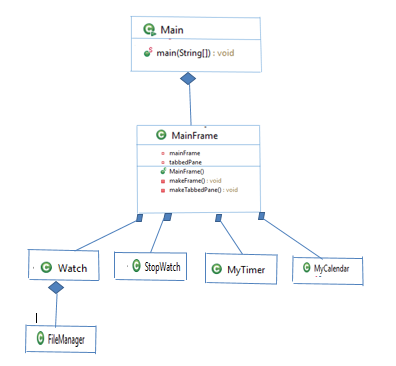 Main
main(String[]) : void
MainFrame
mainFrame
tabbedPane
MainFrame()
makeFrame() : void
makeTabbedPane() : void
Watch
StopWatch
MyTimer
MyCalendar
FileManager